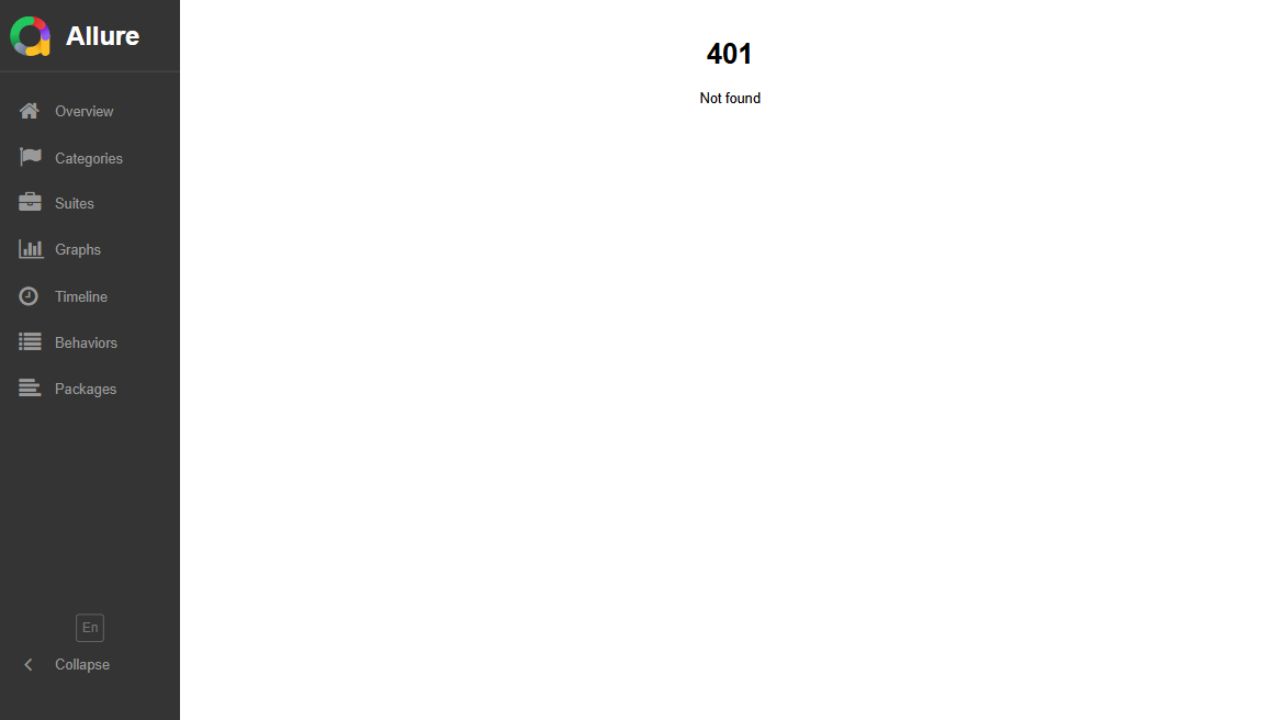 Allure
Overview
Categories
Suites
Graphs
Timeline
Behaviors
Packages
En
Collapse
401
Not found